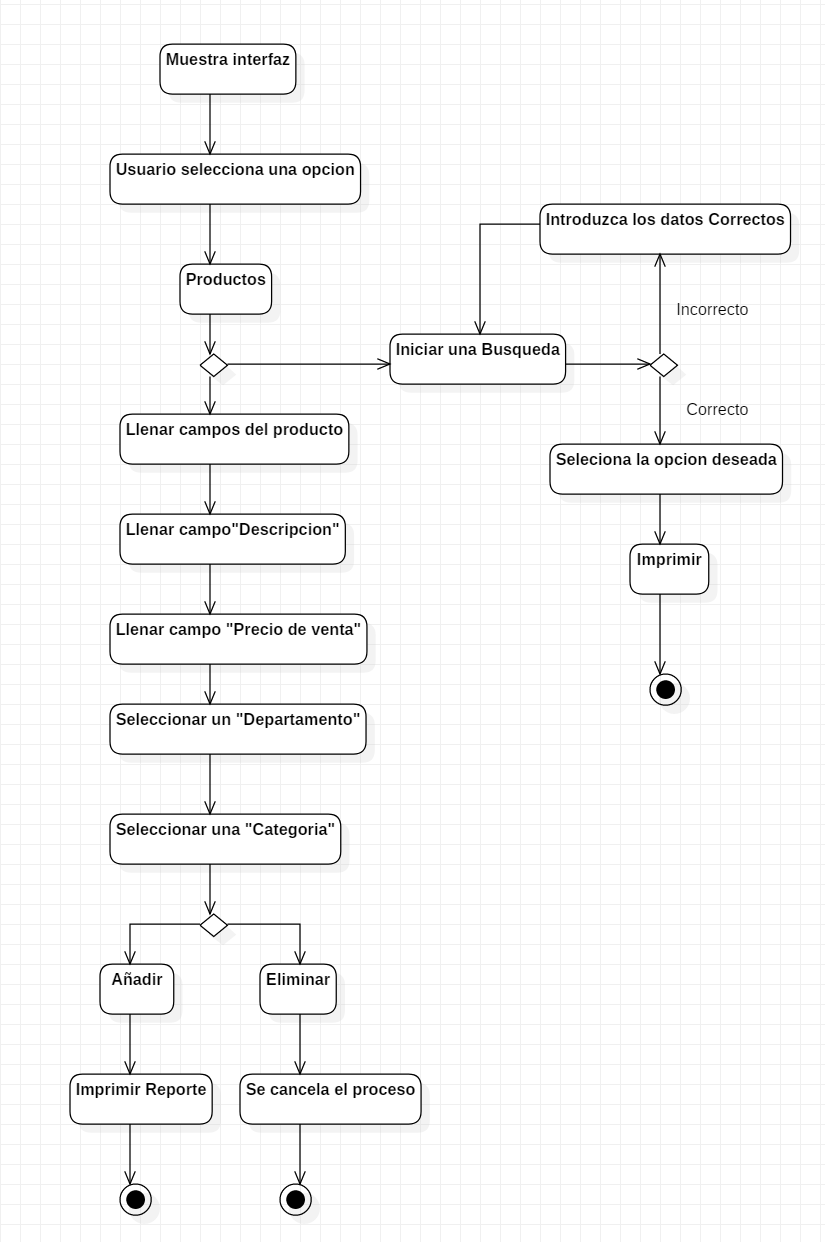 Muestra interfaz
Usuario selecciona una opcion
Productos
Introduzca los datos Correctos
Incorrecto
Iniciar una Busqueda
Correcto
Seleciona la opcion deseada
Imprimir
Llenar campos del producto
Llenar campo"Descripcion"
Llenar campo "Precio de venta"
Seleccionar un "Departamento"
Seleccionar una "Categoria"
Añadir
Eliminar
Imprimir Reporte
Se cancela el proceso